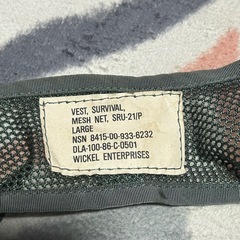 VEST, SURVIVAL,
MESH NET, SRU-21/P
LARGE
NSN 8415-00-933-6232
DLA-100-86-C-0501
WICKEL ENTERPRISES